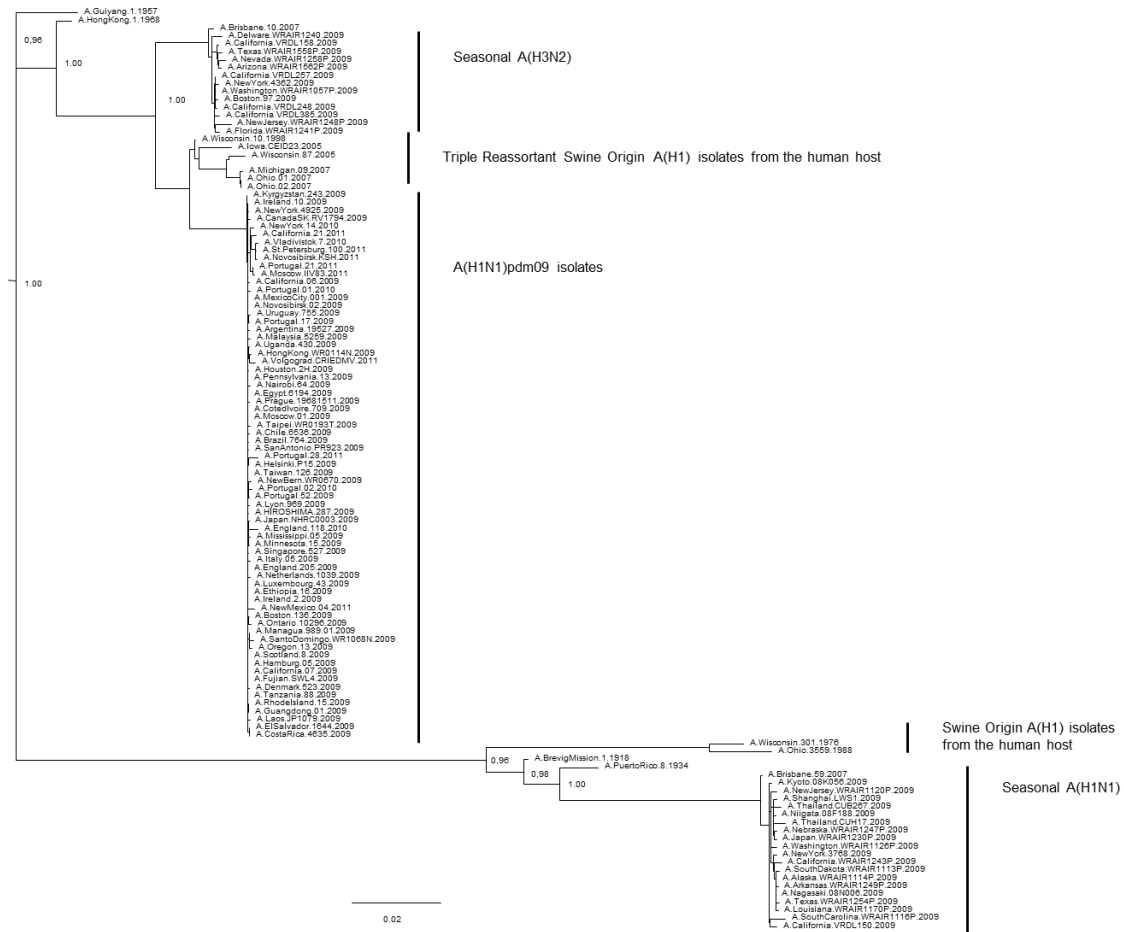 A.Guiyang.1.1957
A.HongKong.1.1968
0,96
1.00
A.Brisbane.10.2007
A.Delware.WRAIR1240.2009
A.California.VRDL158.2009
A.Texas.WRAIR1558P.2009
A.Nevada.WRAIR1258P.2009
A.Arizona.WRAIR1562P.2009
A.California.VRDL257.2009
A.NewYork.4362.2009
A.Washington.WRAIR1057P.2009
A.Boston.97.2009
A.California.VRDL248.2009
A.California.VRDL385.2009
A.NewJersey.WRAIR1248P.2009
A.Florida.WRAIR1241P.2009
1.00
Seasonal A(H3N2)
A.Wisconsin.10.1998
A.Iowa.CEID23.2005
A.Wisconsin.87.2005
A.Michigan.09.2007
A.Ohio.01.2007
A.Ohio.02.2007
Triple Reassortant Swine Origin A(H1) isolates from the human host
A.Kyrgyzstan.243.2009
A.Ireland.10.2009
A.NewYork.4925.2009
A.CanadaSK.RV1794.2009
A.NewYork.14.2010
A.California.21.2011
A.Vladivistok.7.2010
A.St.Petersburg.100.2011
A.Novosibirsk.KSH.2011
A.Portugal.21.2011
A.Moscow.IIV83.2011
A.California.06.2009
A.Portugal.01.2010
A.MexicoCity.001.2009
A.Novosibirsk.02.2009
A.Uruguay.755.2009
A.Portugal.17.2009
A.Argentina.19527.2009
A.Malaysia.5259.2009
A.Uganda.430.2009
A.HongKong.WR0114N.2009
A.Volgograd.CRIEDMV.2011
A.Houston.2H.2009
A.Pennsylvania.13.2009
A.Nairobi.64.2009
A.Egypt.6194.2009
A.Prague.19681511.2009
A.CotedIvoire.709.2009
A.Moscow.01.2009
A.Taipei.WR0193T.2009
A.Chile.6536.2009
A.Brazil.764.2009
A.SanAntonio.PR923.2009
A.Portugal.28.2011
A.Helsinki.P15.2009
A.Taiwan.126.2009
A.NewBern.WR0670.2009
A.Portugal.02.2010
A.Portugal.52.2009
A.Lyon.969.2009
A.HIROSHIMA.287.2009
A.Japan.NHRC0003.2009
A.England.118.2010
A.Mississippi.05.2009
A.Minnesota.15.2009
A.Singapore.527.2009
A.Italy.05.2009
A.England.205.2009
A.Netherlands.1039.2009
A.Luxembourg.43.2009
A.Ethiopia.16.2009
A.Ireland.2.2009
A.NewMexico.04.2011
A.Boston.136.2009
A.Ontario.10296.2009
A.Managua.989.01.2009
A.SantoDomingo.WR1068N.2009
A.Oregon.13.2009
A.Scotland.8.2009
A.Hamburg.05.2009
A.California.07.2009
A.Fujian.SWL4.2009
A.Denmark.523.2009
A.Tanzania.88.2009
A.RhodeIsland.15.2009
A.Guangdong.01.2009
A.Laos.JP1079.2009
A.ElSalvador.1644.2009
A.CostaRica.4635.2009
A(H1N1)pdm09 isolates
1.00
A.Wisconsin.301.1976
A.Ohio.3559.1988
Swine Origin A(H1) isolates
from the human host
0,96
A.BrevigMission.1.1918
A.PuertoRico.8.1934
0,98
1.00
A.Brisbane.59.2007
A.Kyoto.08K056.2009
A.NewJersey.WRAIR1120P.2009
A.Shanghai.LWS1.2009
A.Thailand.CUB267.2009
A.Niigata.08F188.2009
A.Thailand.CUH17.2009
A.Nebraska.WRAIR1247P.2009
A.Japan.WRAIR1230P.2009
A.Washington.WRAIR1126P.2009
A.NewYork.3768.2009
A.California.WRAIR1243P.2009
A.SouthDakota.WRAIR1113P.2009
A.Alaska.WRAIR1114P.2009
A.Arkansas.WRAIR1249P.2009
A.Nagasaki.08N006.2009
A.Texas.WRAIR1254P.2009
A.Louisiana.WRAIR1170P.2009
A.SouthCarolina.WRAIR1116P.2009
A.California.VRDL150.2009
Seasonal A(H1N1)
0.02